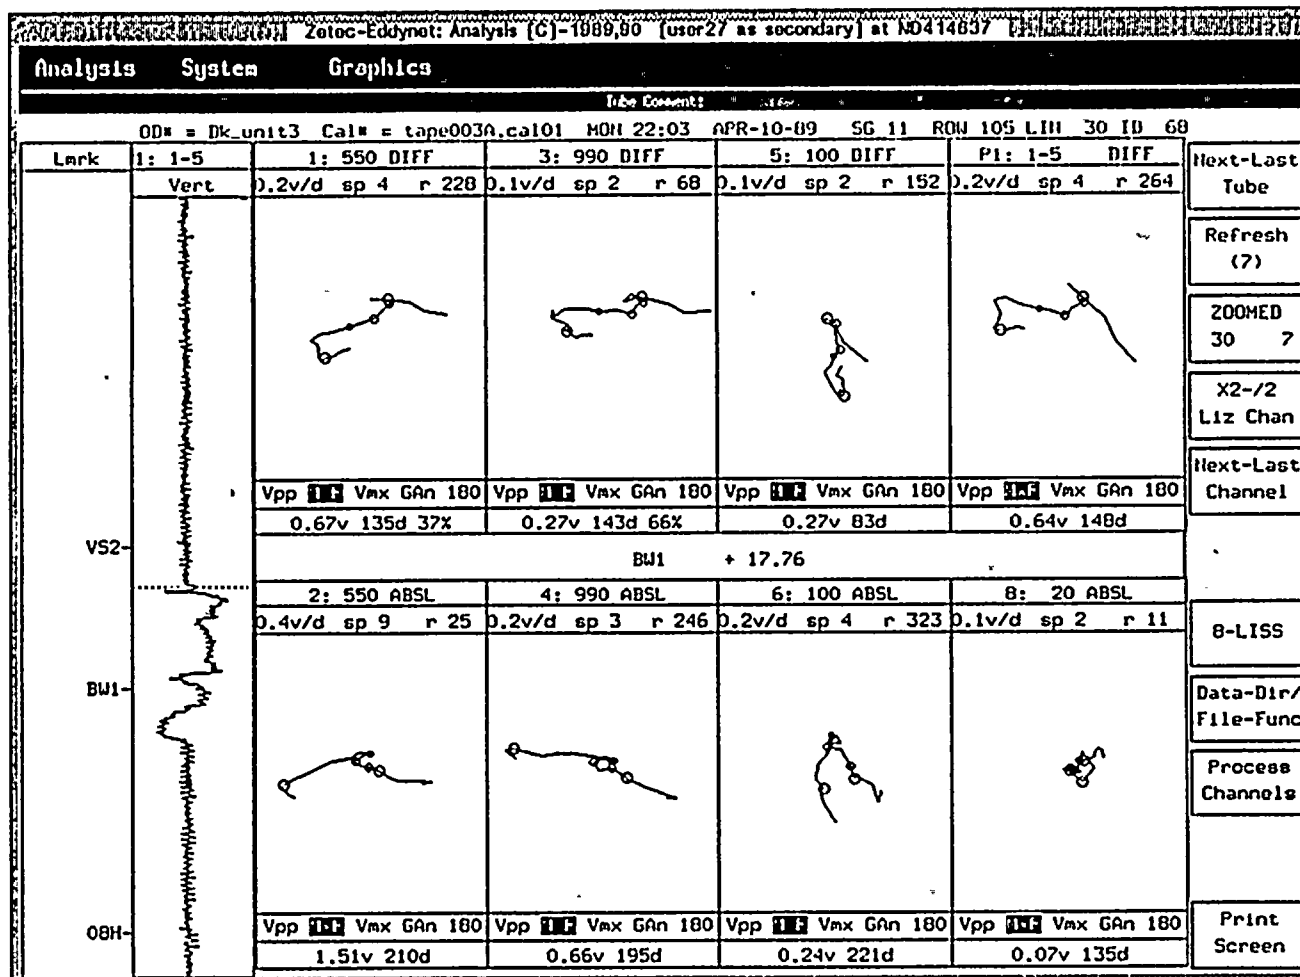 Zetec-Eddynet: Analysis [C]-1989,90 [user27 as secondary] at ND414637
Analysis System Graphics
Tube Comment:
OD# = Dk_unit3 Cal# = tape003A.cal01 MON 22:03 APR-10-89 SG 11 ROW 105 LIN 30 ID 68
Lmrk 1: 1-5 1: 550 DIFF 3: 990 DIFF 5: 100 DIFF P1: 1-5 DIFF
Vert 0.2v/d sp 4 r 228 0.1v/d sp 2 r 68 0.1v/d sp 2 r 152 0.2v/d sp 4 r 264
Next-Last
Tube
Refresh
(7)
ZOOMED
30 7
X2-/2
Liz Chan
Next-Last
Channel
Vpp Vmx GAn 180 Vpp Vmx GAn 180 Vpp Vmx GAn 180 Vpp Vmx GAn 180
0.67v 135d 37% 0.27v 143d 66% 0.27v 83d 0.64v 148d
VS2
BW1 + 17.76
2: 550 ABSL 4: 990 ABSL 6: 100 ABSL 8: 20 ABSL
0.4v/d sp 9 r 25 0.2v/d sp 3 r 246 0.2v/d sp 4 r 323 0.1v/d sp 2 r 11
8-LISS
BW1
Data-Dir/
File-Func
Process
Channels
08H
Vpp Vmx GAn 180 Vpp Vmx GAn 180 Vpp Vmx GAn 180 Vpp Vmx GAn 180
1.51v 210d 0.66v 195d 0.24v 221d 0.07v 135d
Print
Screen